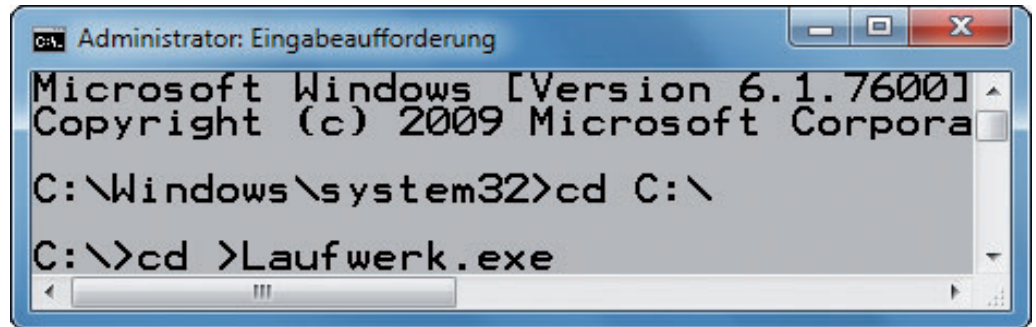 Administrator: Eingabeaufforderung
Microsoft Windows [Version 6.1.7600]
Copyright (c) 2009 Microsoft Corpora
C:\Windows\system32>cd C:\
C:\>cd >Laufwerk.exe